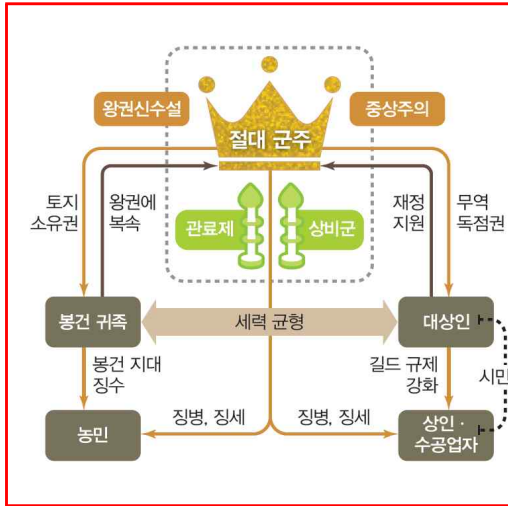 왕권신수설
중상주의
절대 군주
토지
소유권
왕권에
복속
관료제
상비군
재정
지원
무역
독점권
봉건 귀족
세력 균형
대상인
봉건 지대
징수
길드 규제
강화
시민
징병, 징세
징병, 징세
농민
상인·
수공업자